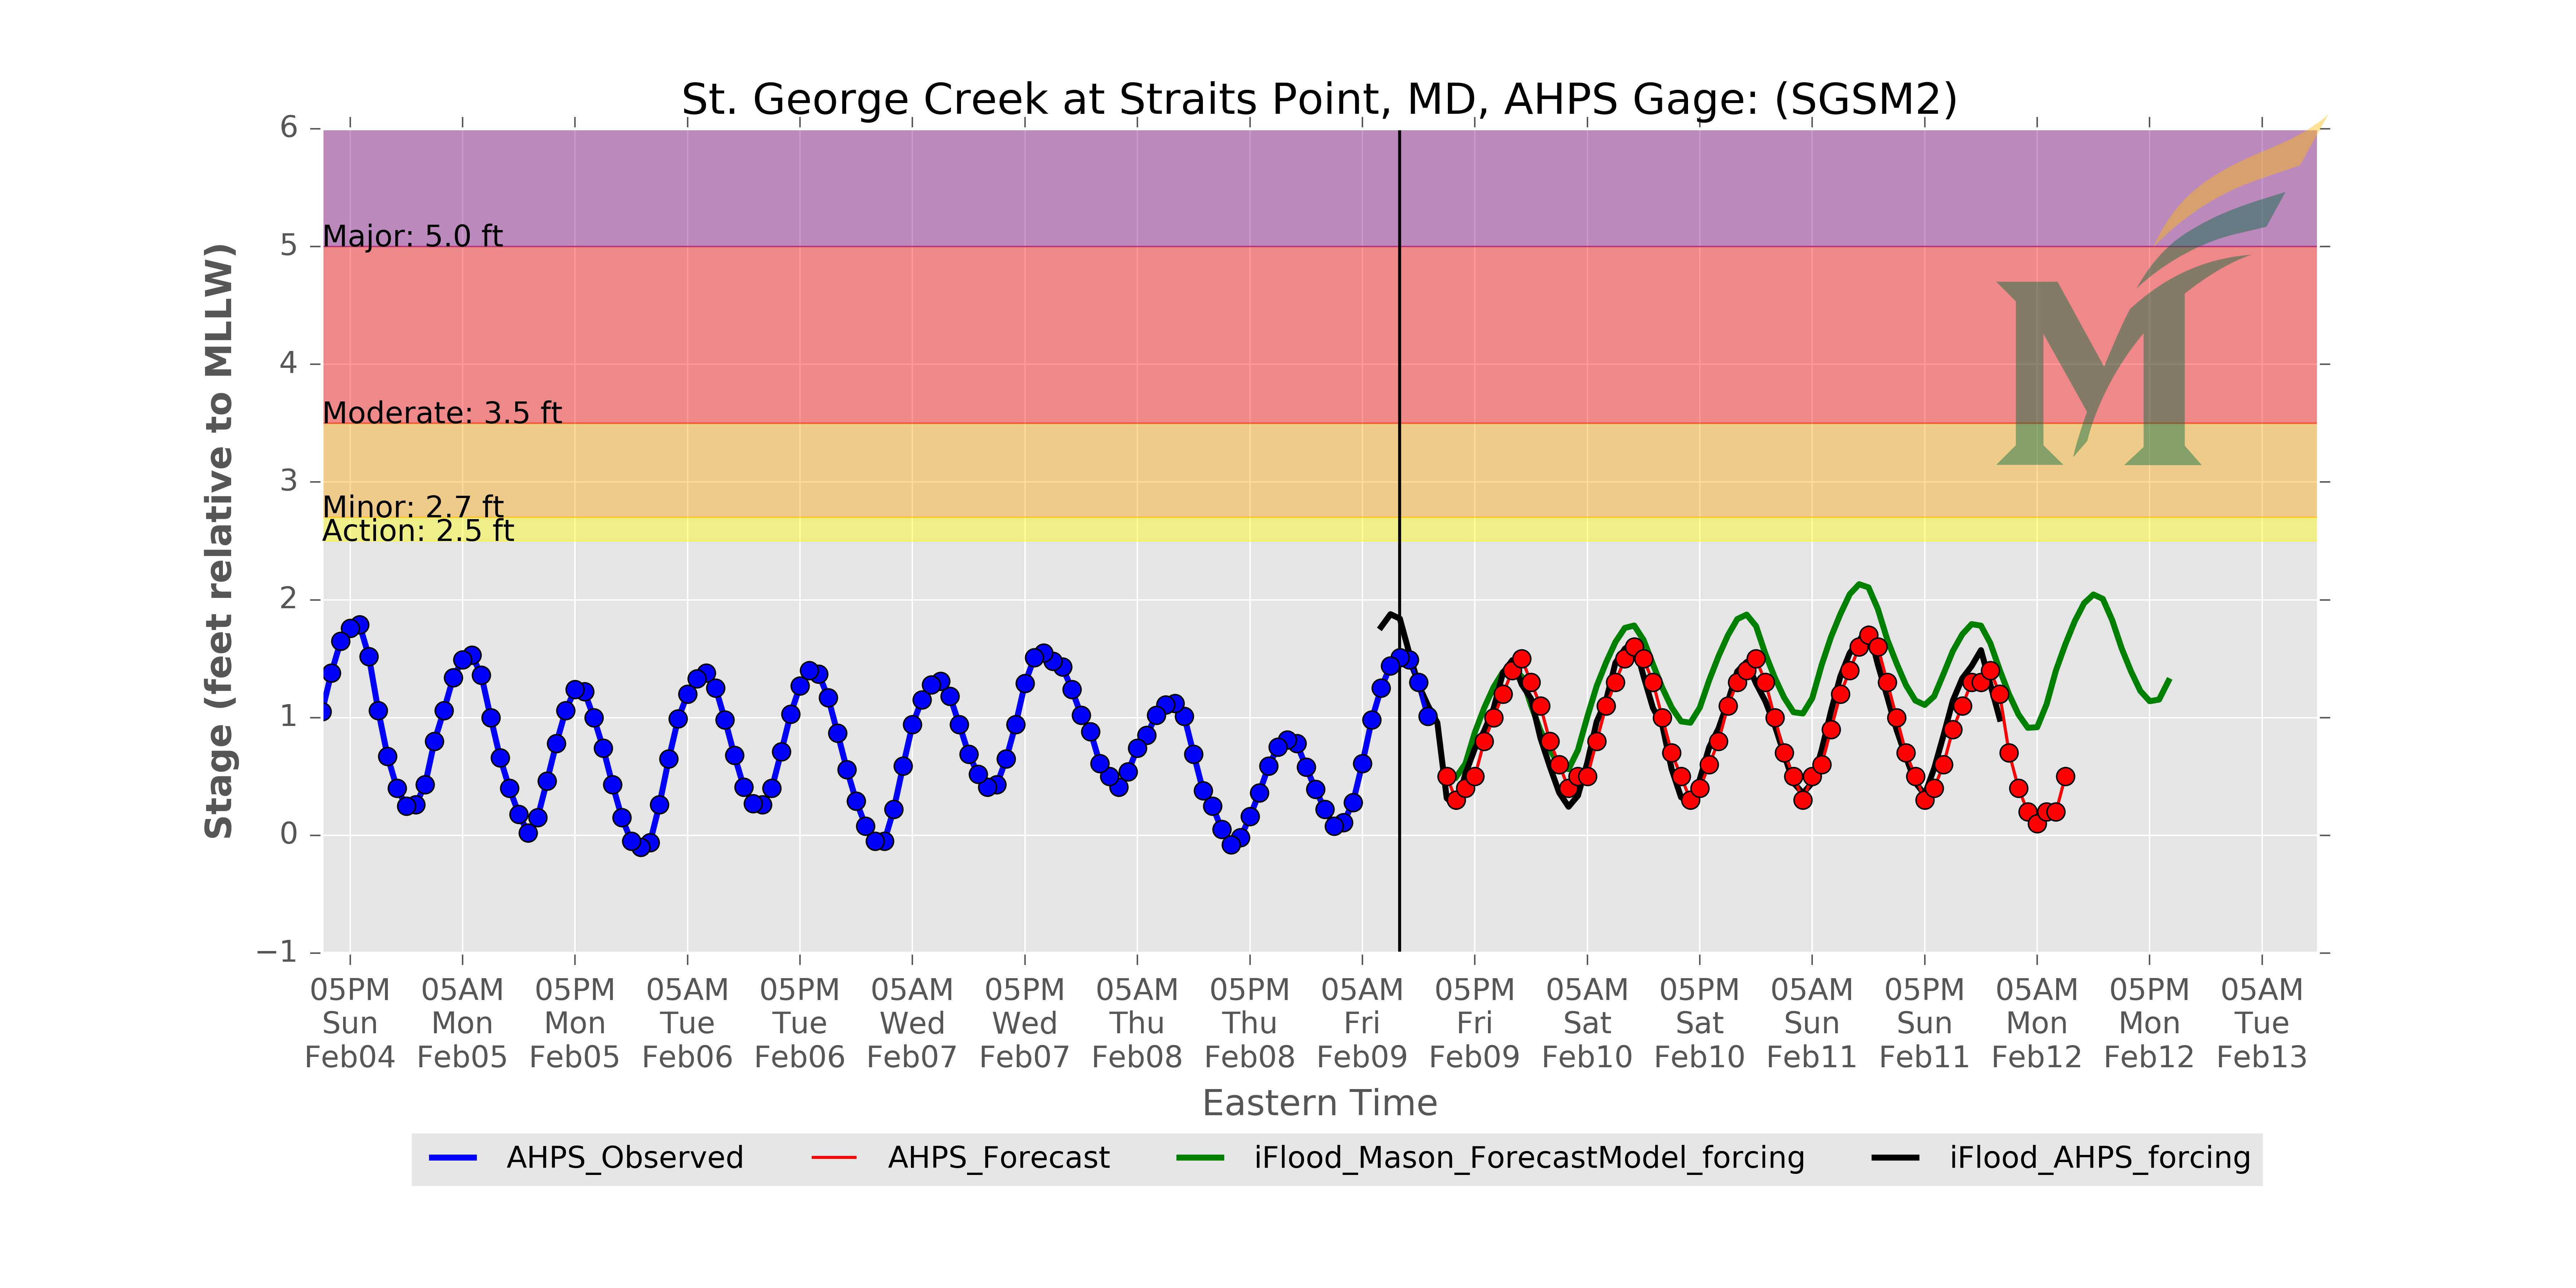 St. George Creek at Straits Point, MD, AHPS Gage: (SGSM2)
Stage (feet relative to MLLW)
6
5
4
3
2
1
0
−1
Major: 5.0 ft
Moderate: 3.5 ft
Minor: 2.7 ft
Action: 2.5 ft
M
05PM 05AM 05PM 05AM 05PM 05AM 05PM 05AM 05PM 05AM 05PM 05AM 05PM 05AM 05PM 05AM 05PM 05AM
Sun Mon Mon Tue Tue Wed Wed Thu Thu Fri Fri Sat Sat Sun Sun Mon Mon Tue
Feb04 Feb05 Feb05 Feb06 Feb06 Feb07 Feb07 Feb08 Feb08 Feb09 Feb09 Feb10 Feb10 Feb11 Feb11 Feb12 Feb12 Feb13
Eastern Time
AHPS_Observed AHPS_Forecast iFlood_Mason_ForecastModel_forcing iFlood_AHPS_forcing